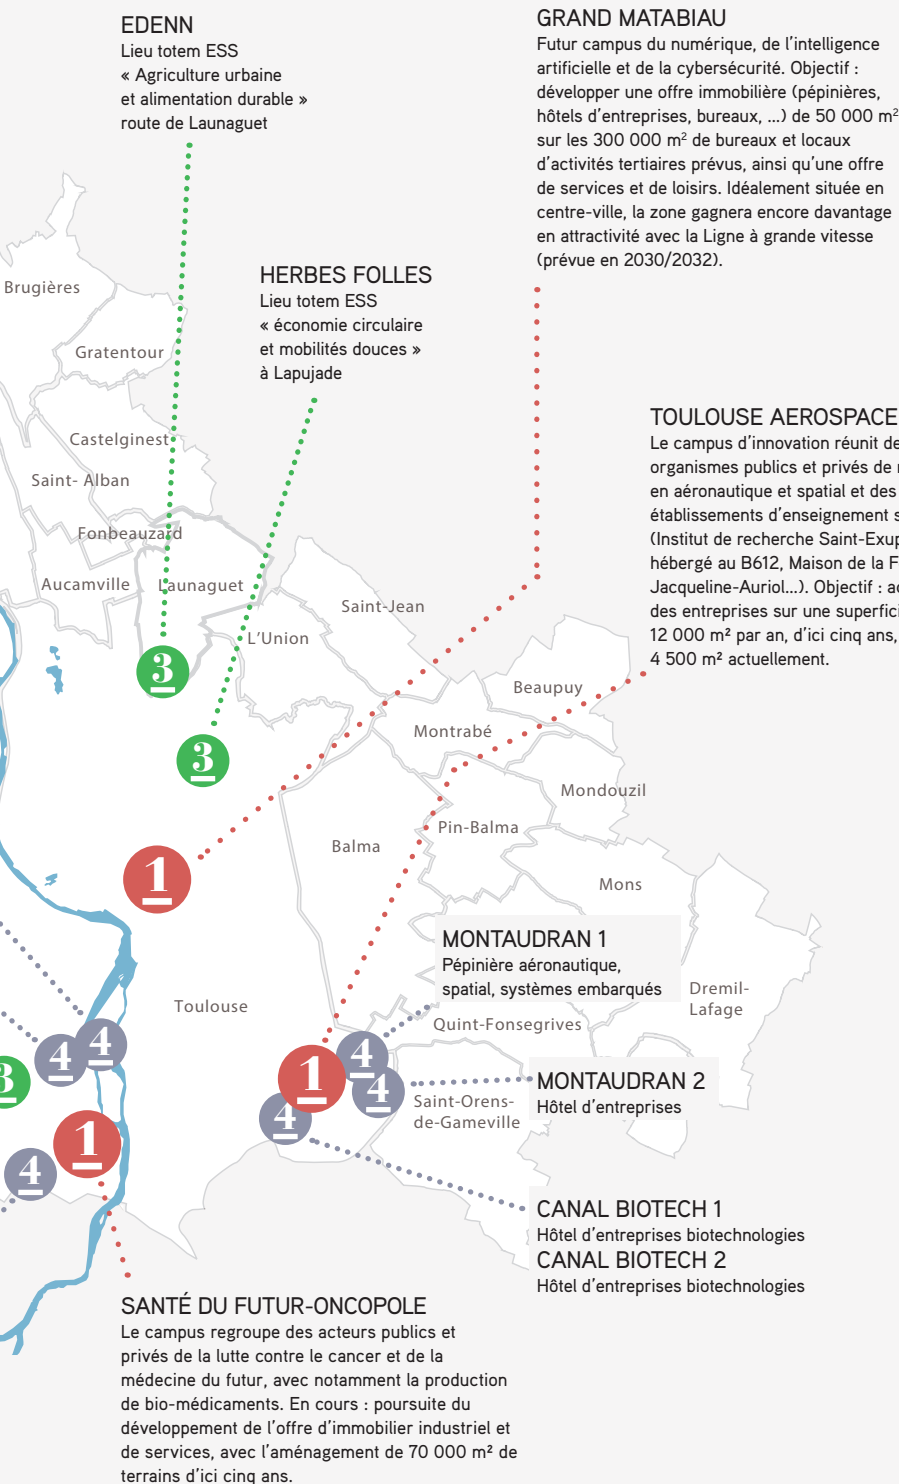 EDENN
Lieu totem ESS
« Agriculture urbaine
et alimentation durable »
route de Launaguet
GRAND MATABIAU
Futur campus du numérique, de l'intelligence
artificielle et de la cybersécurité. Objectif :
développer une offre immobilière (pépinières,
hôtels d'entreprises, bureaux, ...) de 50 000 m²
sur les 300 000 m² de bureaux et locaux
d'activités tertiaires prévus, ainsi qu'une offre
de services et de loisirs. Idéalement située en
centre-ville, la zone gagnera encore davantage
en attractivité avec la Ligne à grande vitesse
(prévue en 2030/2032).
HERBES FOLLES
Lieu totem ESS
« économie circulaire
et mobilités douces »
à Lapujade
TOULOUSE AEROSPACE
Le campus d'innovation réunit
organismes publics et privés de
en aéronautique et spatial et des
établissements d'enseignement
(Institut de recherche
hébergé au B612, Maison de la
Jacqueline-Auriol...). Objectif :
des entreprises sur une
12 000 m² par an, d'ici cinq ans,
4 500 m² actuellement.
Brugières
Gratentour
Castelginest
Saint- Alban
Fonbeauzard
Aucamville
Launaguet
Saint-Jean
L'Union
3
Beaupuy
Montrabé
3
Mondouzil
Pin-Balma
Balma
1
Mons
MONTAUDRAN 1
Pépinière aéronautique,
spatial, systèmes embarqués
Dremil-
Lafage
Toulouse
Quint-Fonsegrives
4
4
4
3
1
4
4
Saint-Orens-
de-Gameville
MONTAUDRAN 2
Hôtel d'entreprises
1
4
CANAL BIOTECH 1
Hôtel d'entreprises biotechnologies
CANAL BIOTECH 2
Hôtel d'entreprises biotechnologies
SANTÉ DU FUTUR-ONCOPOLE
Le campus regroupe des acteurs publics et
privés de la lutte contre le cancer et de la
médecine du futur, avec notamment la production
de bio-médicaments. En cours : poursuite du
développement de l'offre d'immobilier industriel et
de services, avec l'aménagement de 70 000 m² de
terrains d'ici cinq ans.